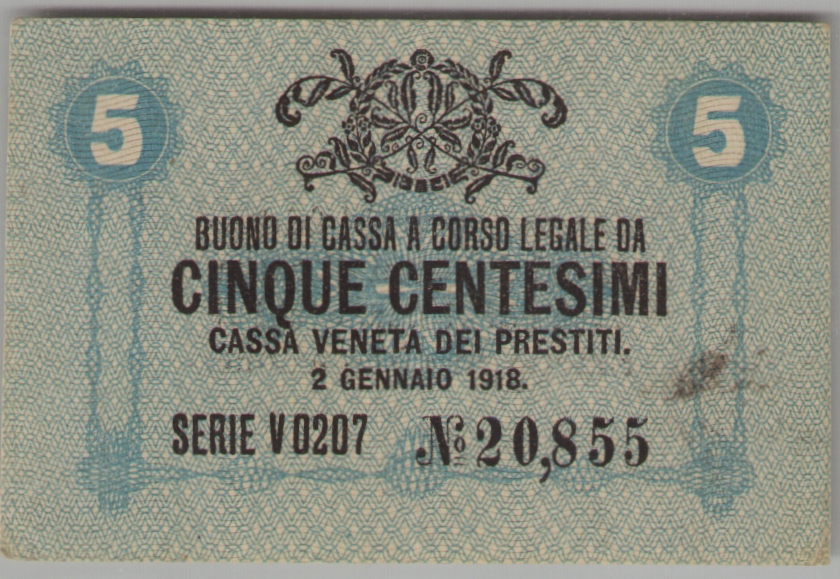 5 5
BUONO DI CASSA A CORSO LEGALE DA
CINQUE CENTESIMI
CASSA VENETA DEI PRESTITI.
2 GENNAIO 1918.
SERIE V0207 No 20,855